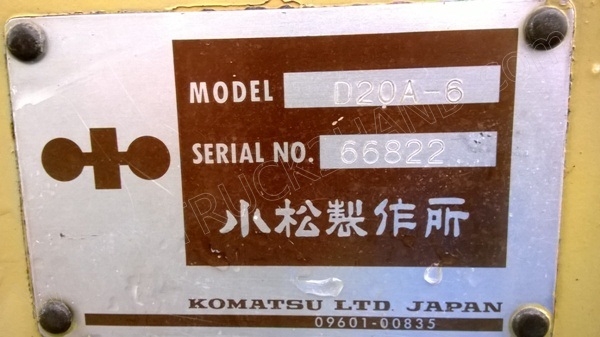 MODEL D20A-6
SERIAL NO. 66822
小松製作所
KOMATSU LTD. JAPAN
09601-00835